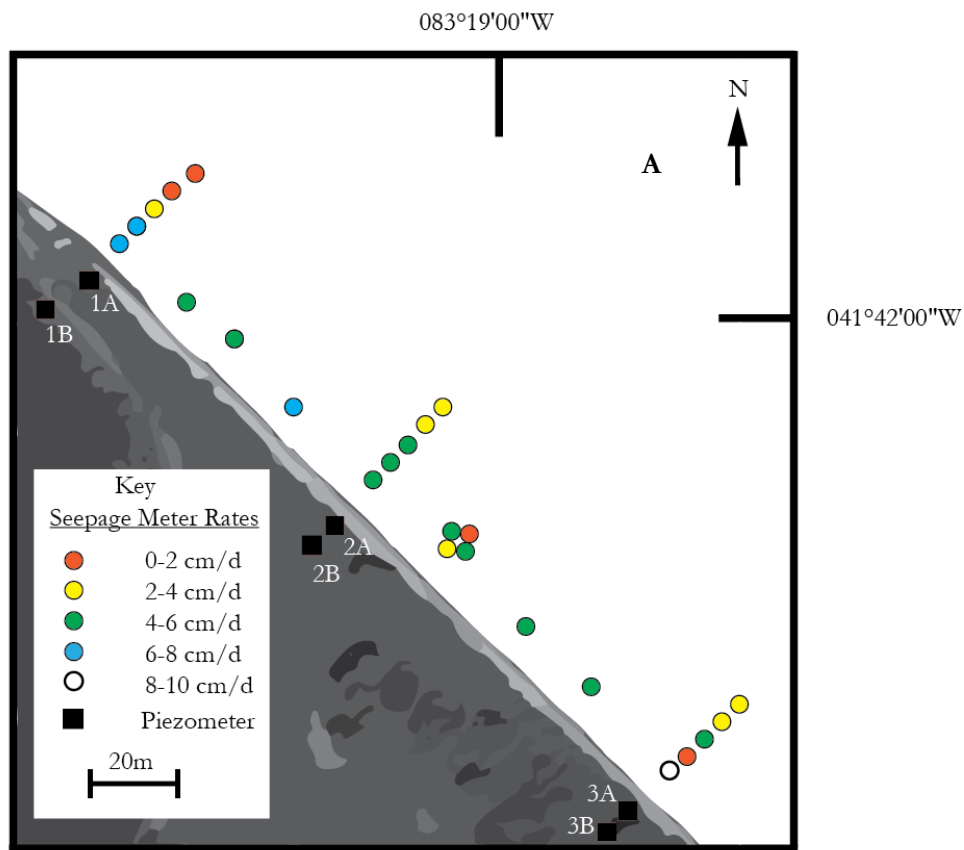 083°19'00"W
N
A
041°42'00"W
1A
1B
2A
2B
3A
3B
Key
Seepage Meter Rates
0-2 cm/d
2-4 cm/d
4-6 cm/d
6-8 cm/d
8-10 cm/d
Piezometer
20m